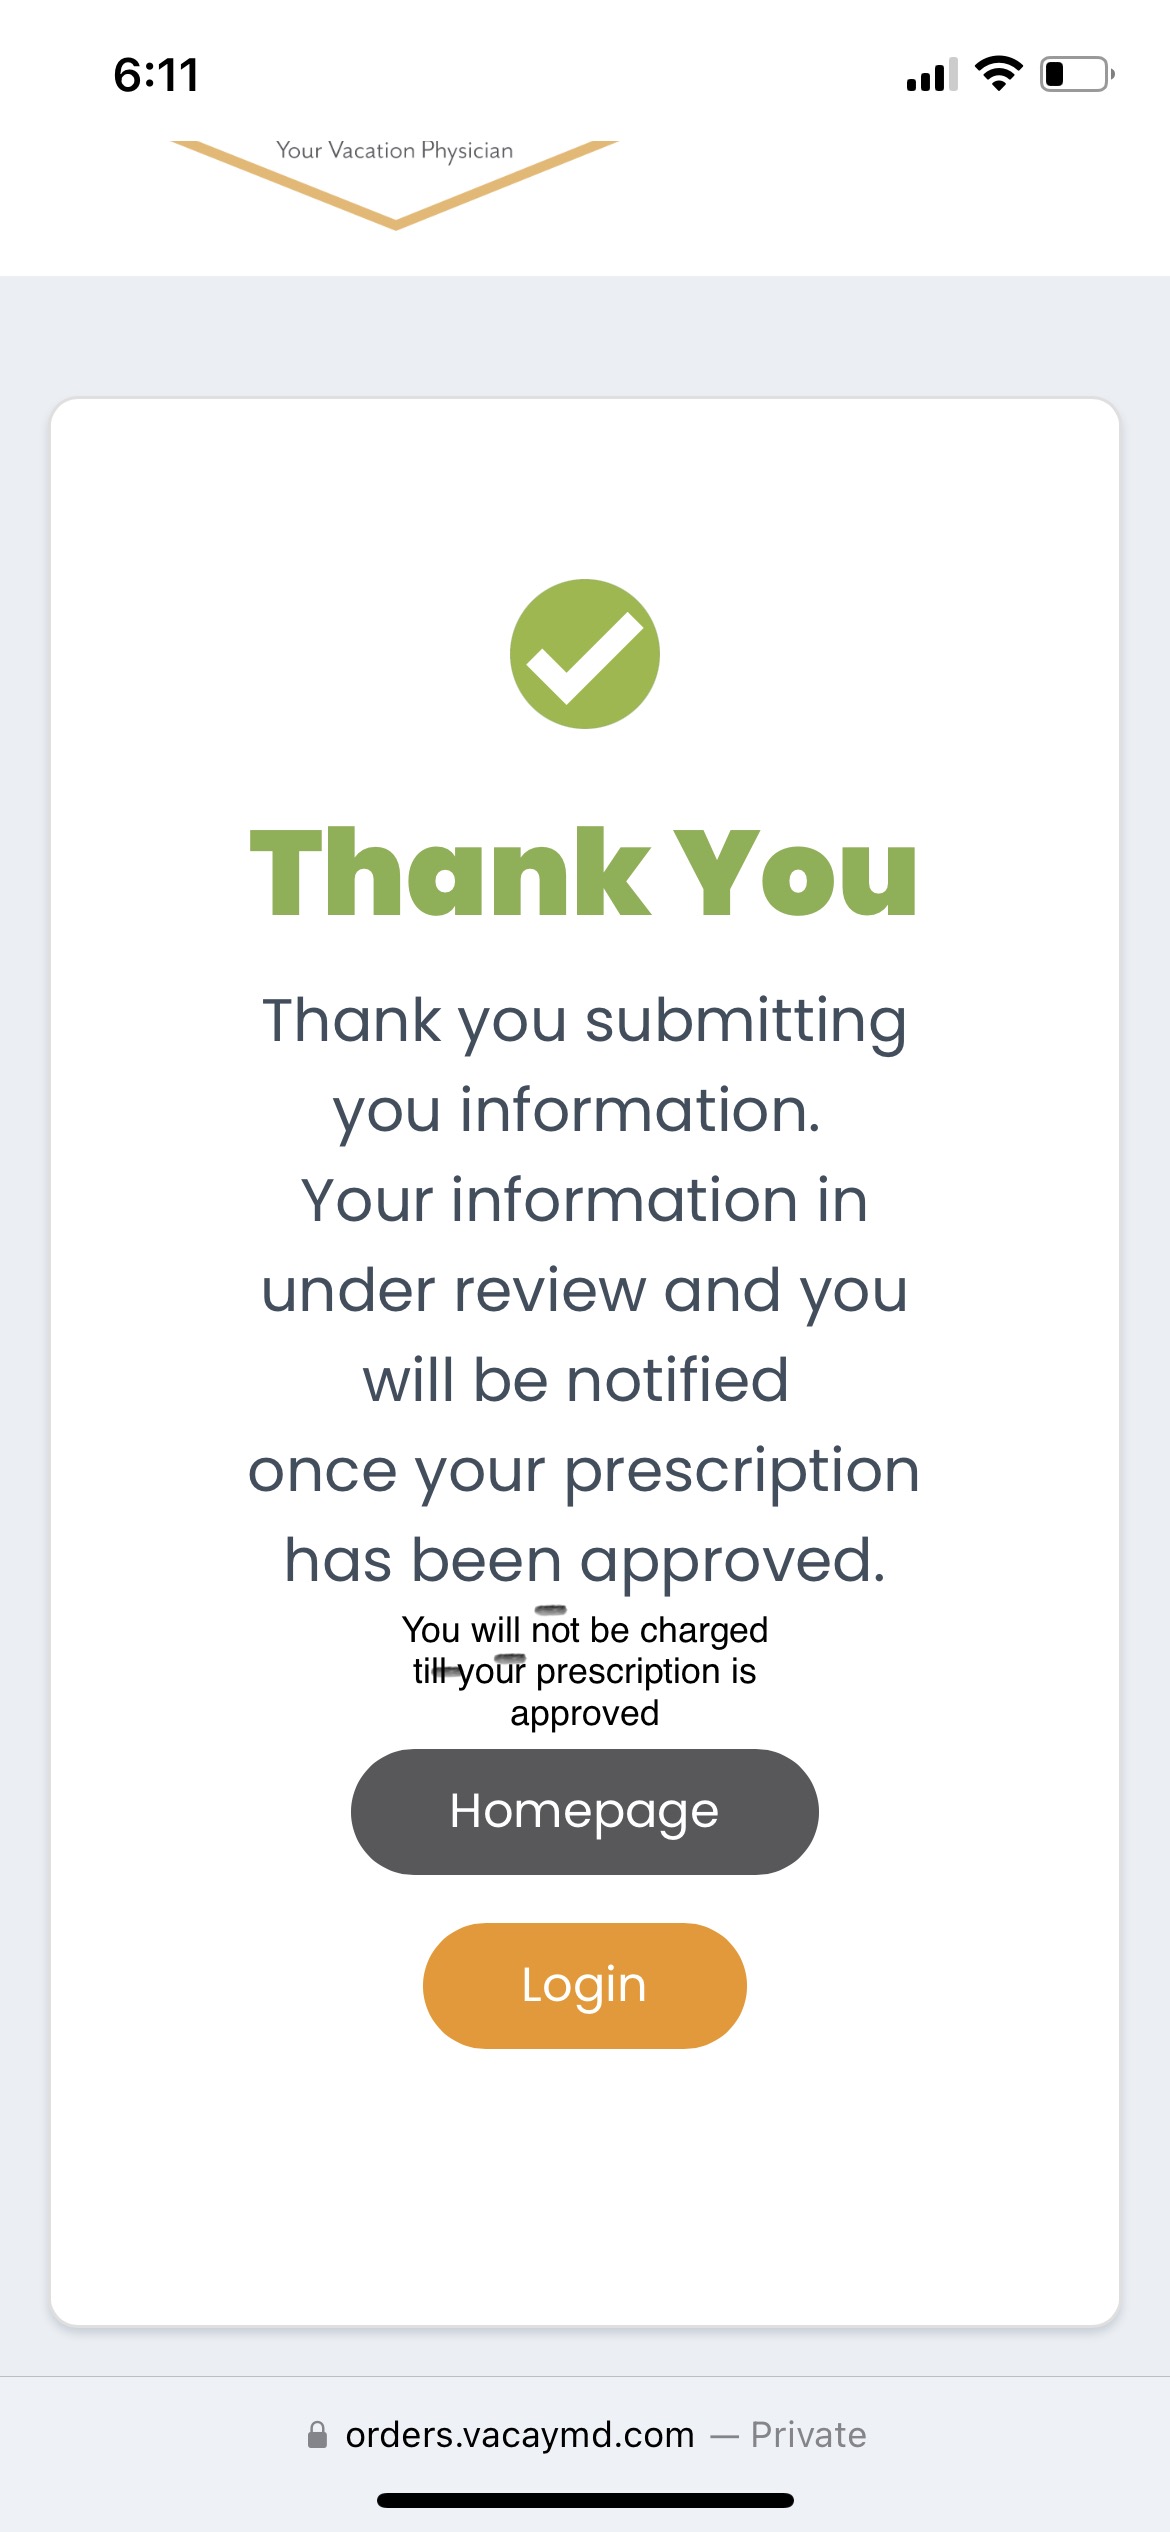 6:11
Your Vacation Physician
Thank You
Thank you submitting
you information.
Your information in
under review and you
will be notified
once your prescription
has been approved.
You will not be charged
till your prescription is
approved
Homepage
Login
orders.vacaymd.com — Private